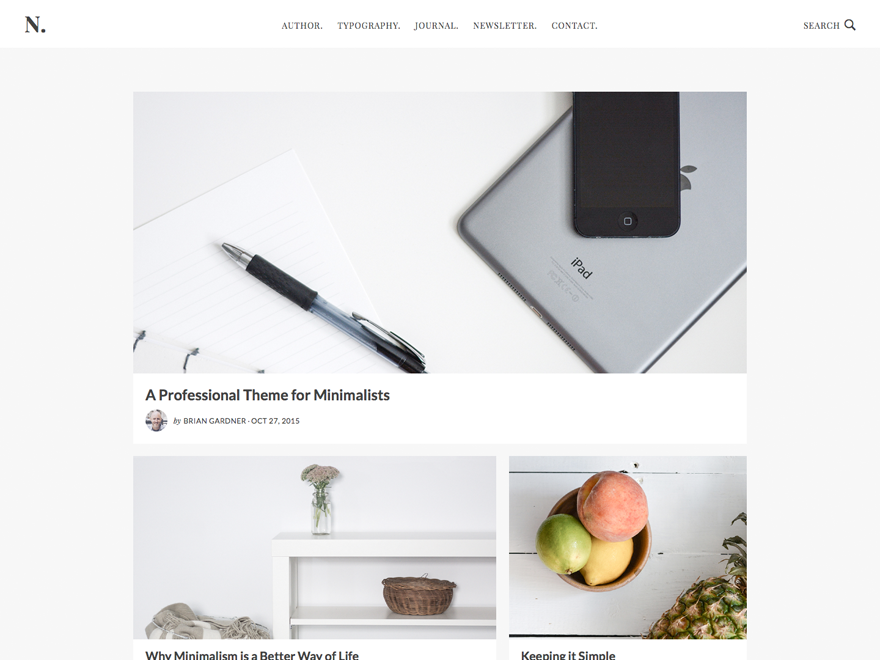 N.
AUTHOR. TYPOGRAPHY. JOURNAL. NEWSLETTER. CONTACT.
SEARCH
iPad
A Professional Theme for Minimalists
by BRIAN GARDNER · OCT 27, 2015
Why Minimalism is a Better Way of Life
Keeping it Simple